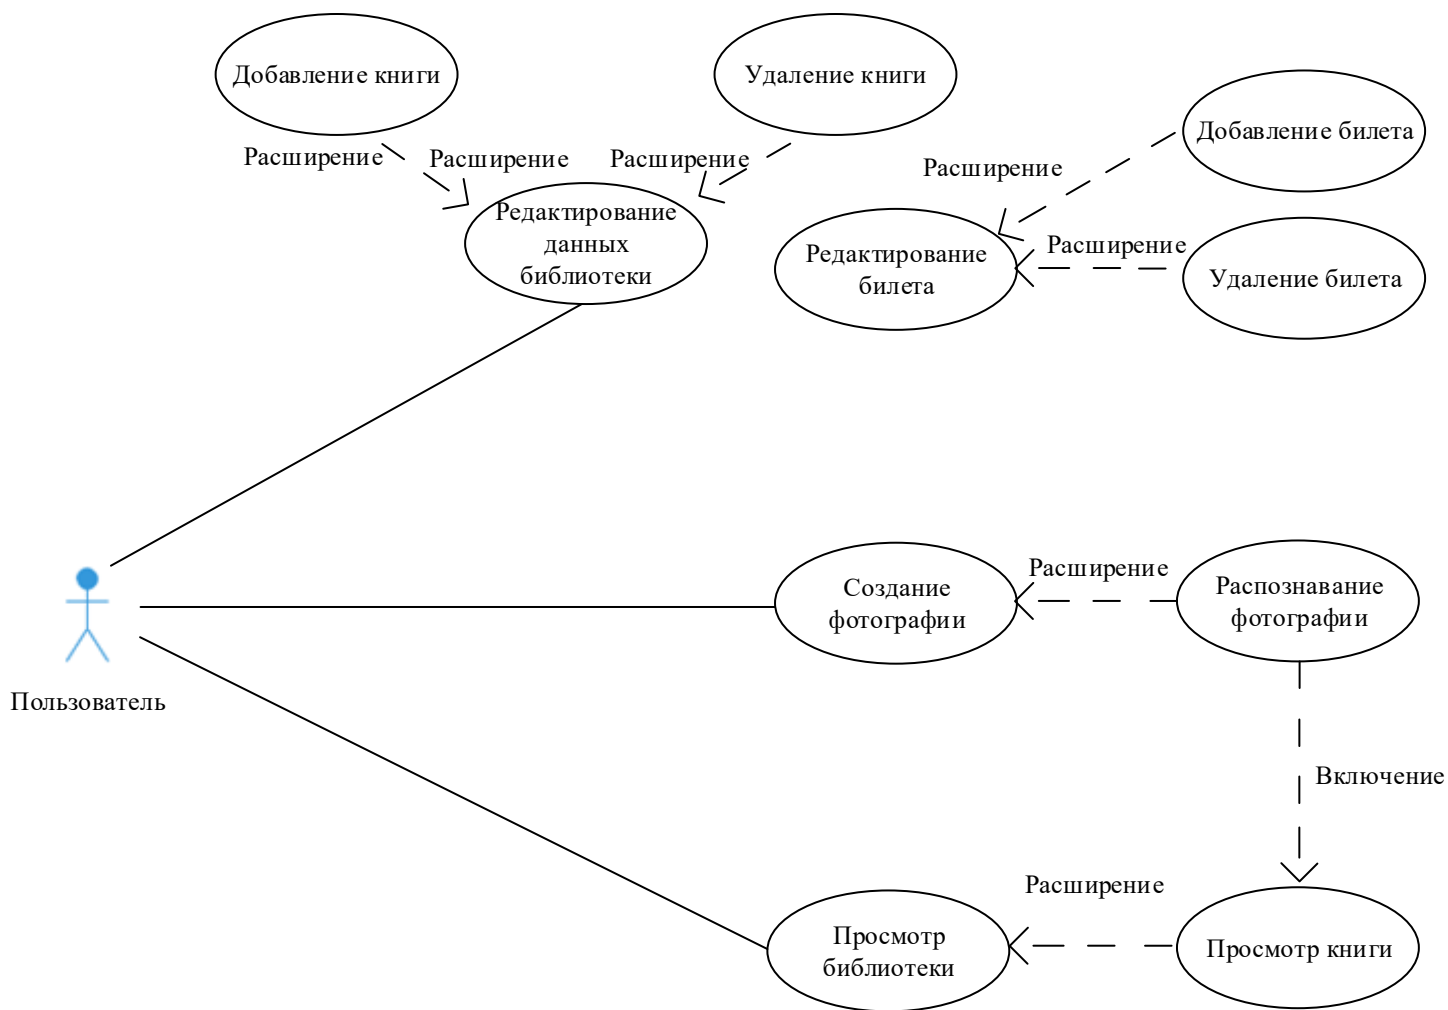 Добавление книги
Удаление книги
Добавление билета
Расширение
Расширение
Расширение
Расширение
Редактирование
данных
библиотеки
Редактирование
билета
Расширение
Удаление билета
Создание
фотографии
Расширение
Распознавание
фотографии
Пользователь
Включение
Расширение
Просмотр
библиотеки
Просмотр книги